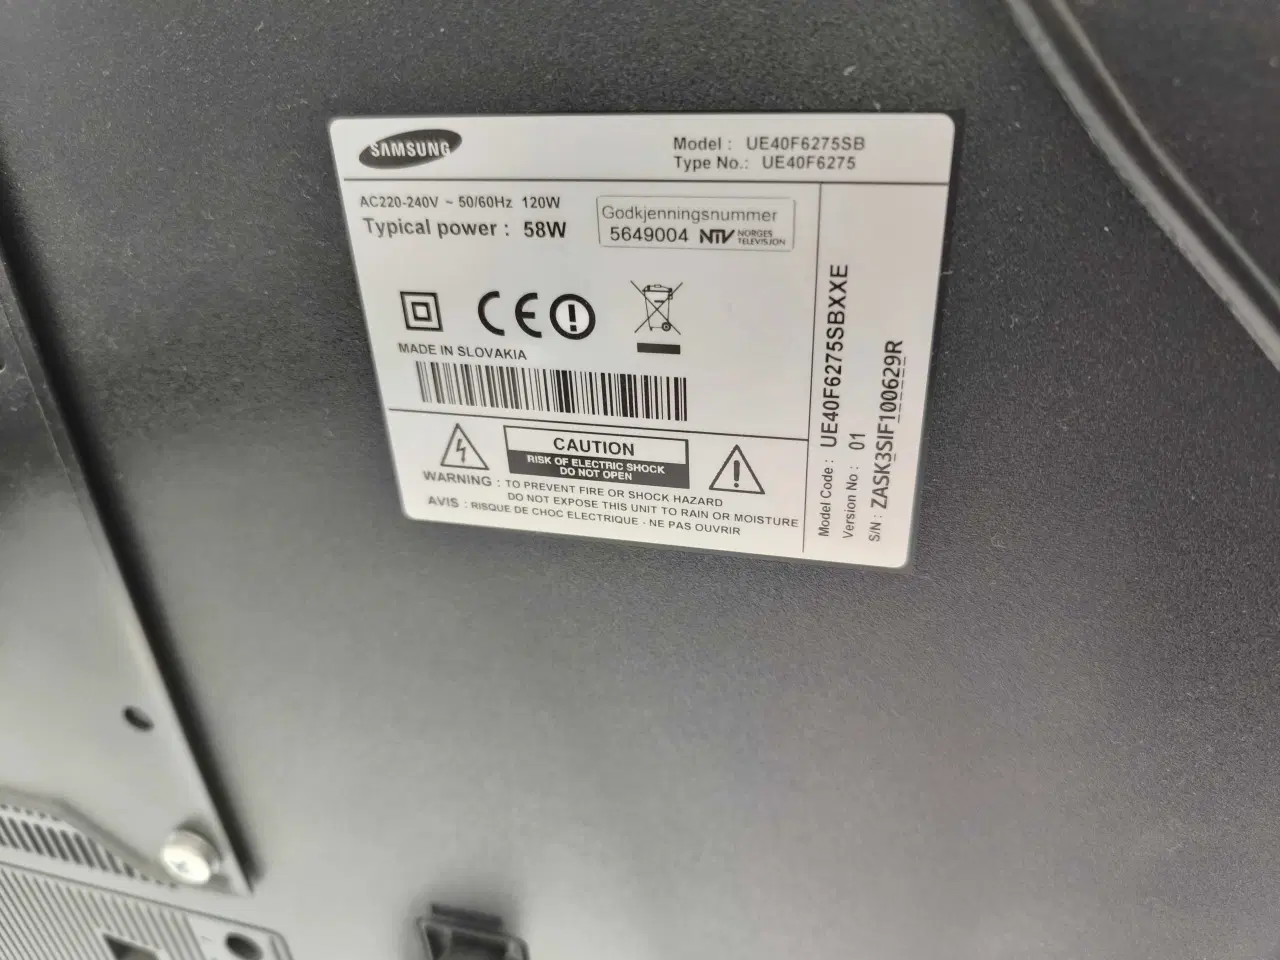 SAMSUNG
Model : UE40F6275SB
Type No.: UE40F6275
AC220-240V ~ 50/60Hz 120W
Typical power : 58W
Godkjenningsnummer
5649004 NTV NORGES
TELEVISJON
CE
MADE IN SLOVAKIA
CAUTION
RISK OF ELECTRIC SHOCK
DO NOT OPEN
WARNING : TO PREVENT FIRE OR SHOCK HAZARD
DO NOT EXPOSE THIS UNIT TO RAIN OR MOISTURE
AVIS : RISQUE DE CHOC ELECTRIQUE - NE PAS OUVRIR
Model Code : UE40F6275SBXXE
Version No : 01
S/N : ZASK3SIF100629R